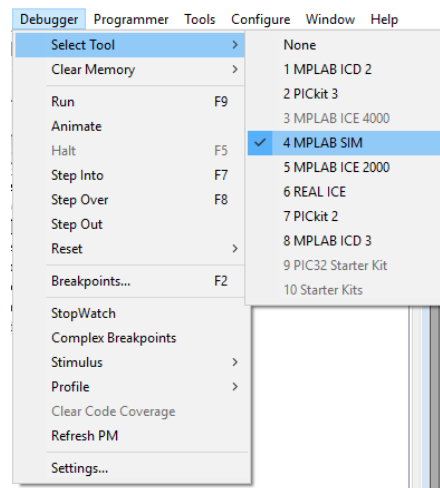 Debugger Programmer Tools Configure Window Help
Select Tool
Clear Memory
Run F9
Animate
Halt F5
Step Into F7
Step Over F8
Step Out
Reset
Breakpoints... F2
StopWatch
Complex Breakpoints
Stimulus
Profile
Clear Code Coverage
Refresh PM
Settings...
None
1 MPLAB ICD 2
2 PICkit 3
3 MPLAB ICE 4000
4 MPLAB SIM
5 MPLAB ICE 2000
6 REAL ICE
7 PICkit 2
8 MPLAB ICD 3
9 PIC32 Starter Kit
10 Starter Kits